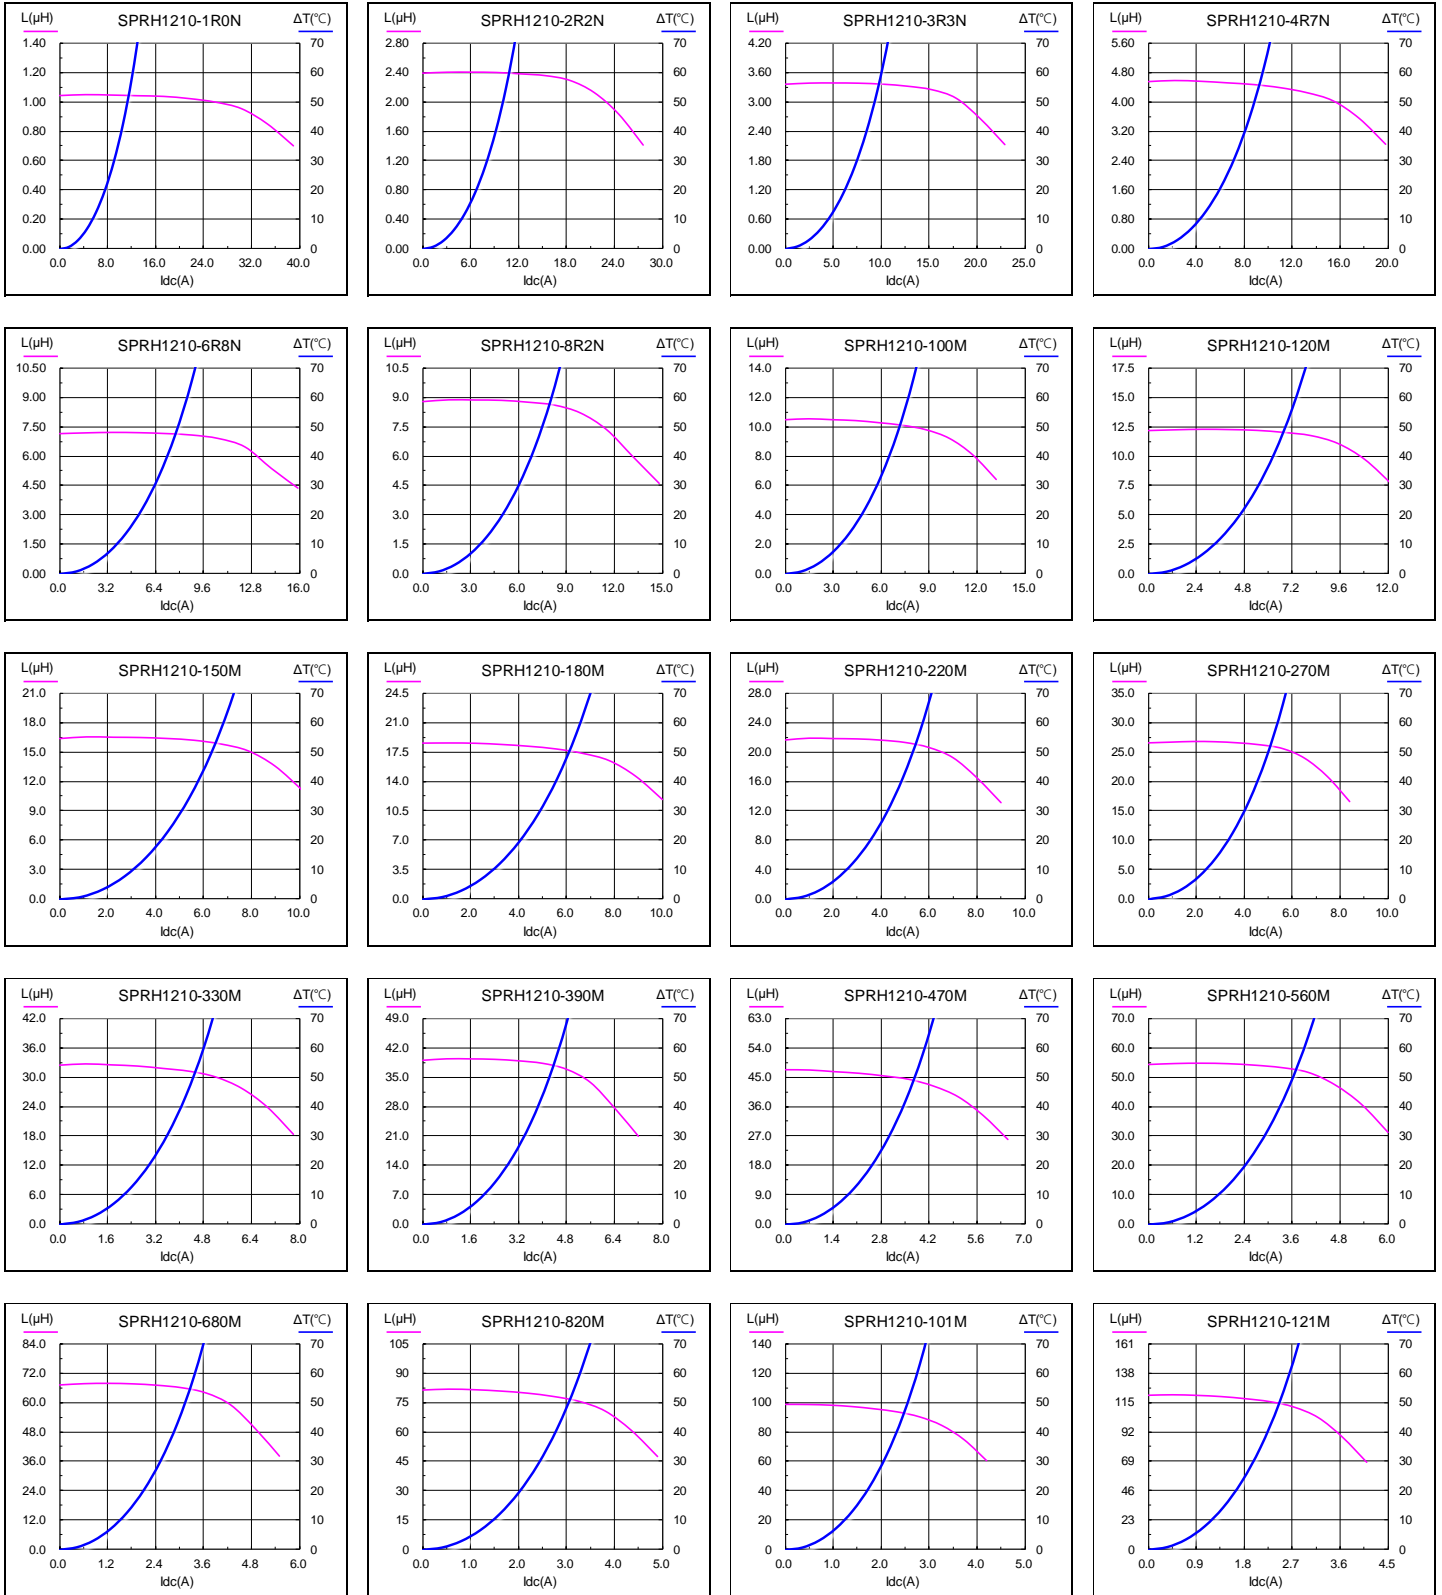 L(μH) SPRH1210-1R0N ΔT(℃)
1.40 70
1.20 60
1.00 50
0.80 40
0.60 30
0.40 20
0.20 10
0.00 0
0.0 8.0 16.0 24.0 32.0 40.0
Idc(A)
L(μH) SPRH1210-2R2N ΔT(℃)
2.80 70
2.40 60
2.00 50
1.60 40
1.20 30
0.80 20
0.40 10
0.00 0
0.0 6.0 12.0 18.0 24.0 30.0
Idc(A)
L(μH) SPRH1210-3R3N ΔT(℃)
4.20 70
3.60 60
3.00 50
2.40 40
1.80 30
1.20 20
0.60 10
0.00 0
0.0 5.0 10.0 15.0 20.0 25.0
Idc(A)
L(μH) SPRH1210-4R7N ΔT(℃)
5.60 70
4.80 60
4.00 50
3.20 40
2.40 30
1.60 20
0.80 10
0.00 0
0.0 4.0 8.0 12.0 16.0 20.0
Idc(A)
L(μH) SPRH1210-6R8N ΔT(℃)
10.50 70
9.00 60
7.50 50
6.00 40
4.50 30
3.00 20
1.50 10
0.00 0
0.0 3.2 6.4 9.6 12.8 16.0
Idc(A)
L(μH) SPRH1210-8R2N ΔT(℃)
10.5 70
9.0 60
7.5 50
6.0 40
4.5 30
3.0 20
1.5 10
0.0 0
0.0 3.0 6.0 9.0 12.0 15.0
Idc(A)
L(μH) SPRH1210-100M ΔT(℃)
14.0 70
12.0 60
10.0 50
8.0 40
6.0 30
4.0 20
2.0 10
0.0 0
0.0 3.0 6.0 9.0 12.0 15.0
Idc(A)
L(μH) SPRH1210-120M ΔT(℃)
17.5 70
15.0 60
12.5 50
10.0 40
7.5 30
5.0 20
2.5 10
0.0 0
0.0 2.4 4.8 7.2 9.6 12.0
Idc(A)
L(μH) SPRH1210-150M ΔT(℃)
21.0 70
18.0 60
15.0 50
12.0 40
9.0 30
6.0 20
3.0 10
0.0 0
0.0 2.0 4.0 6.0 8.0 10.0
Idc(A)
L(μH) SPRH1210-180M ΔT(℃)
24.5 70
21.0 60
17.5 50
14.0 40
10.5 30
7.0 20
3.5 10
0.0 0
0.0 2.0 4.0 6.0 8.0 10.0
Idc(A)
L(μH) SPRH1210-220M ΔT(℃)
28.0 70
24.0 60
20.0 50
16.0 40
12.0 30
8.0 20
4.0 10
0.0 0
0.0 2.0 4.0 6.0 8.0 10.0
Idc(A)
L(μH) SPRH1210-270M ΔT(℃)
35.0 70
30.0 60
25.0 50
20.0 40
15.0 30
10.0 20
5.0 10
0.0 0
0.0 2.0 4.0 6.0 8.0 10.0
Idc(A)
L(μH) SPRH1210-330M ΔT(℃)
42.0 70
36.0 60
30.0 50
24.0 40
18.0 30
12.0 20
6.0 10
0.0 0
0.0 1.6 3.2 4.8 6.4 8.0
Idc(A)
L(μH) SPRH1210-390M ΔT(℃)
49.0 70
42.0 60
35.0 50
28.0 40
21.0 30
14.0 20
7.0 10
0.0 0
0.0 1.6 3.2 4.8 6.4 8.0
Idc(A)
L(μH) SPRH1210-470M ΔT(℃)
63.0 70
54.0 60
45.0 50
36.0 40
27.0 30
18.0 20
9.0 10
0.0 0
0.0 1.4 2.8 4.2 5.6 7.0
Idc(A)
L(μH) SPRH1210-560M ΔT(℃)
70.0 70
60.0 60
50.0 50
40.0 40
30.0 30
20.0 20
10.0 10
0.0 0
0.0 1.2 2.4 3.6 4.8 6.0
Idc(A)
L(μH) SPRH1210-680M ΔT(℃)
84.0 70
72.0 60
60.0 50
48.0 40
36.0 30
24.0 20
12.0 10
0.0 0
0.0 1.2 2.4 3.6 4.8 6.0
Idc(A)
L(μH) SPRH1210-820M ΔT(℃)
105 70
90 60
75 50
60 40
45 30
30 20
15 10
0 0
0.0 1.0 2.0 3.0 4.0 5.0
Idc(A)
L(μH) SPRH1210-101M ΔT(℃)
140 70
120 60
100 50
80 40
60 30
40 20
20 10
0 0
0.0 1.0 2.0 3.0 4.0 5.0
Idc(A)
L(μH) SPRH1210-121M ΔT(℃)
161 70
138 60
115 50
92 40
69 30
46 20
23 10
0 0
0.0 0.9 1.8 2.7 3.6 4.5
Idc(A)